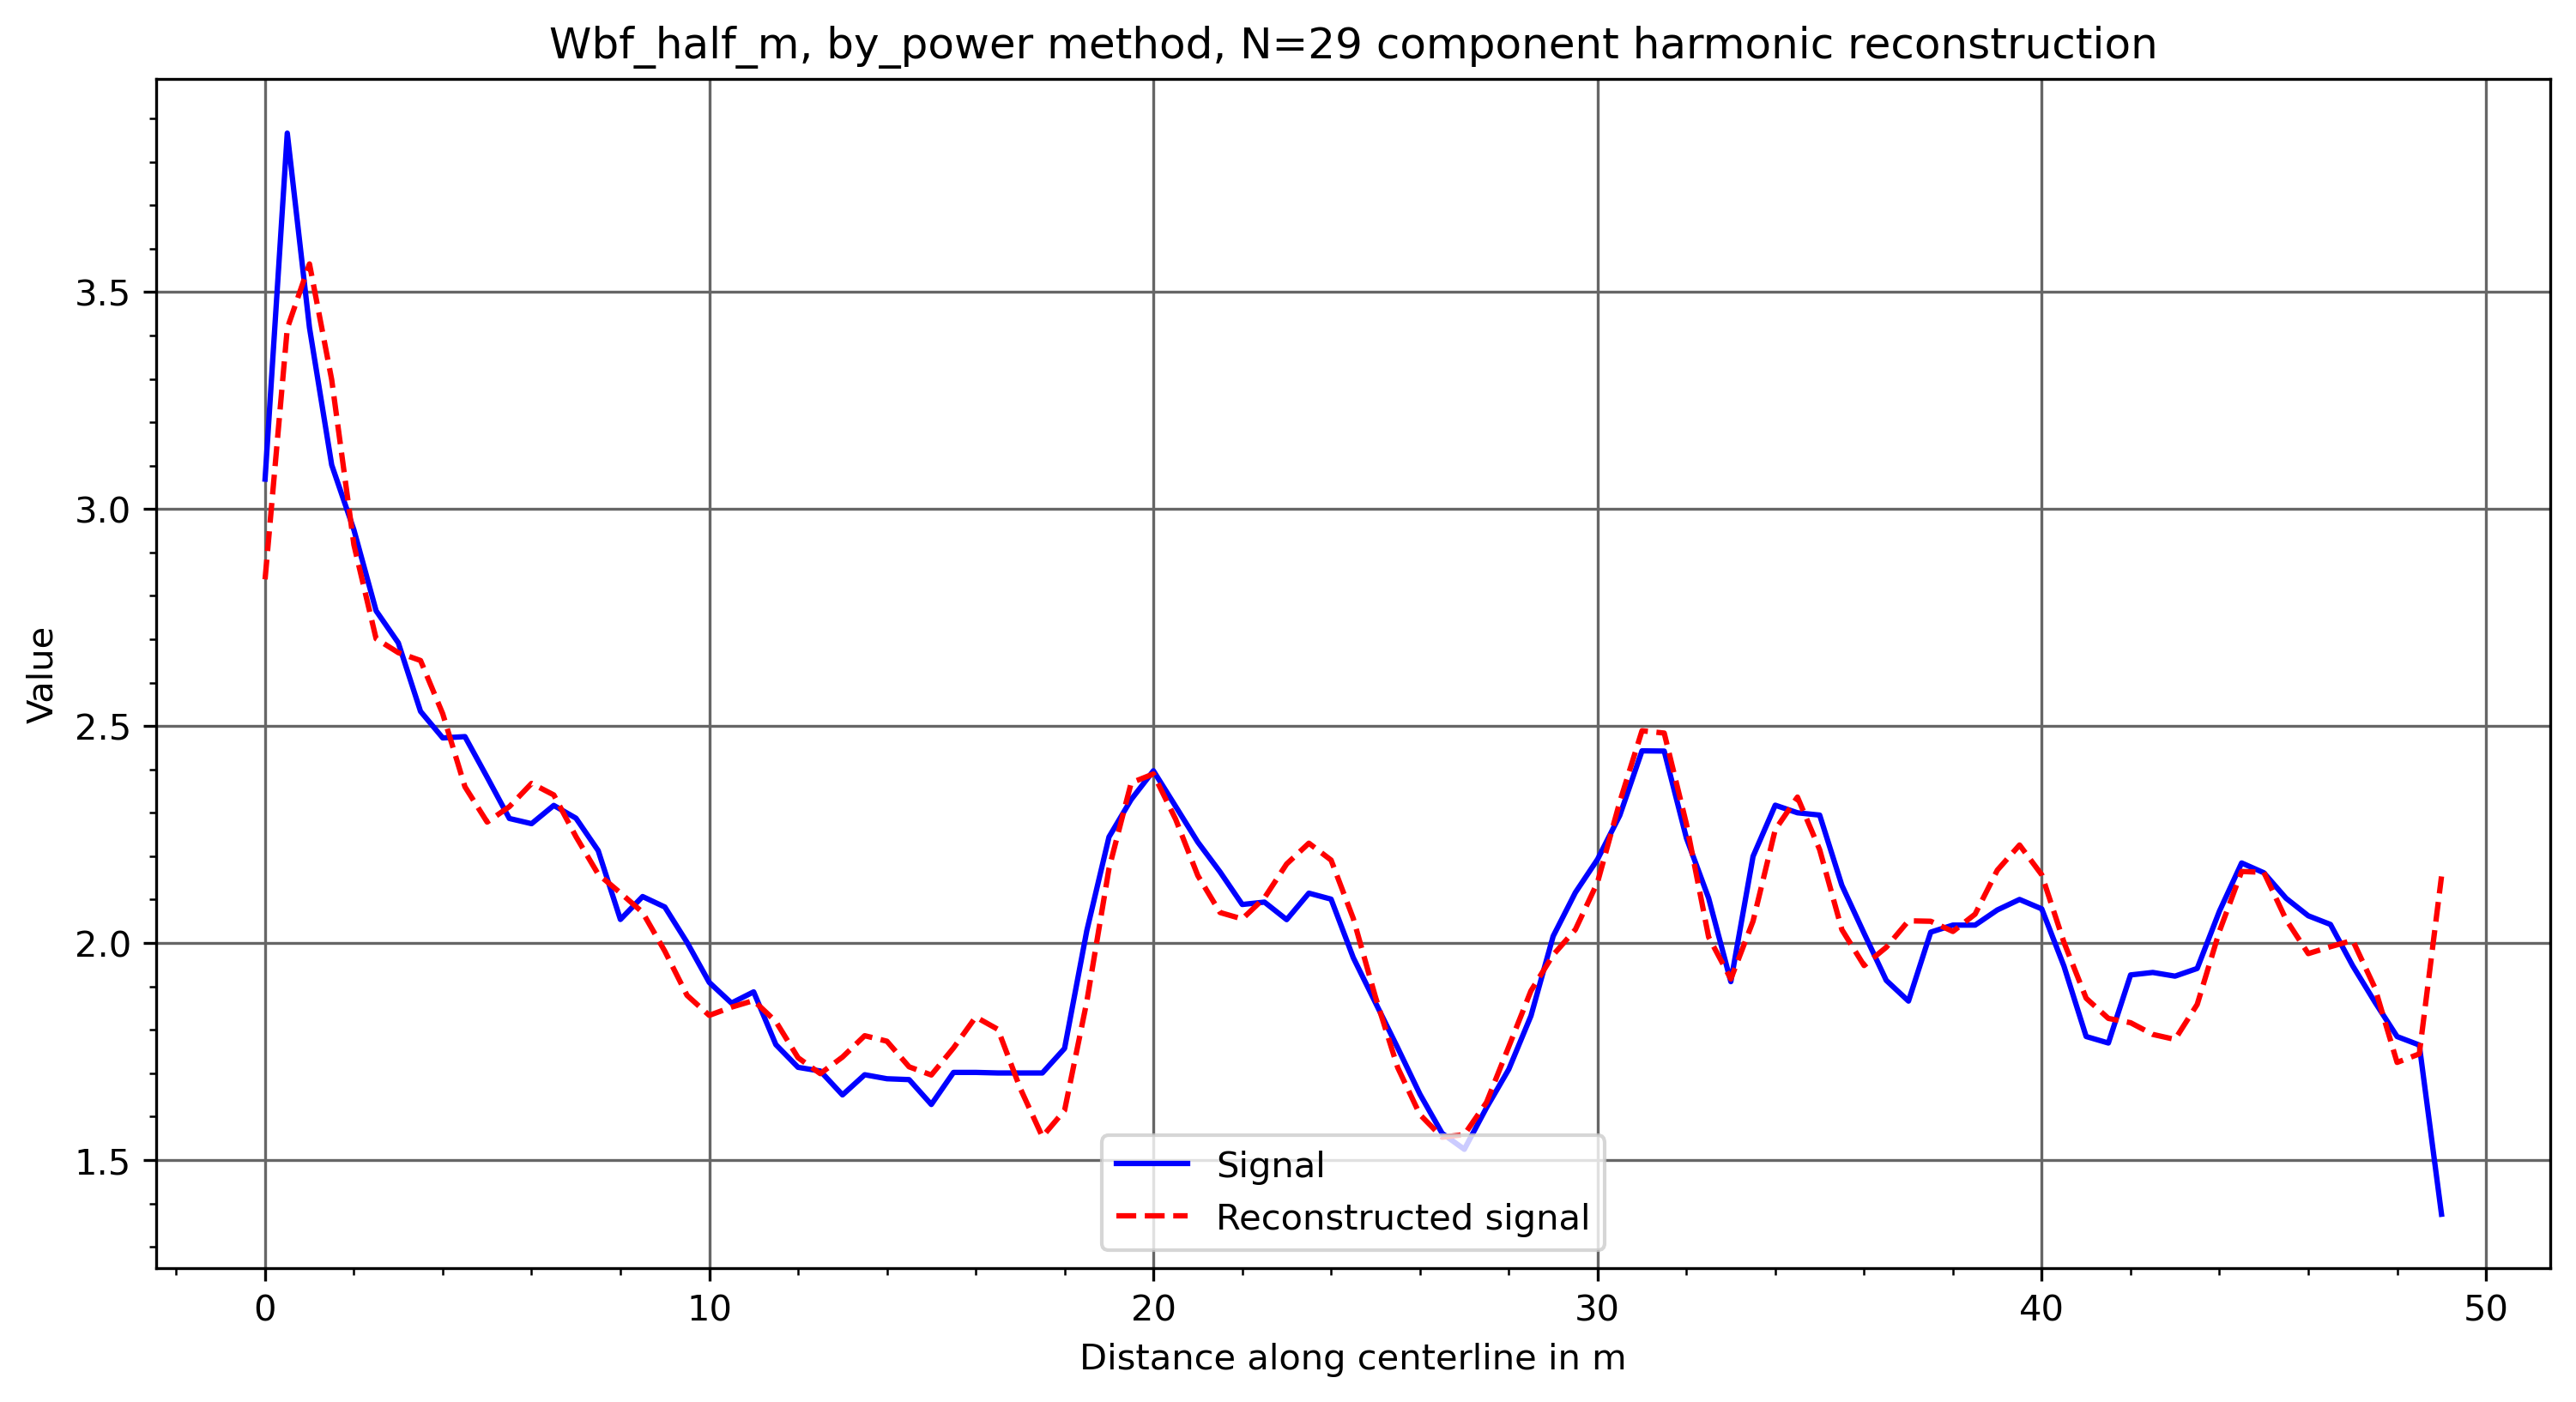 Wbf_half_m, by_power method, N=29 component harmonic reconstruction
3.5
3.0
2.5
2.0
1.5
Value
Signal
Reconstructed signal
0 10 20 30 40 50
Distance along centerline in m